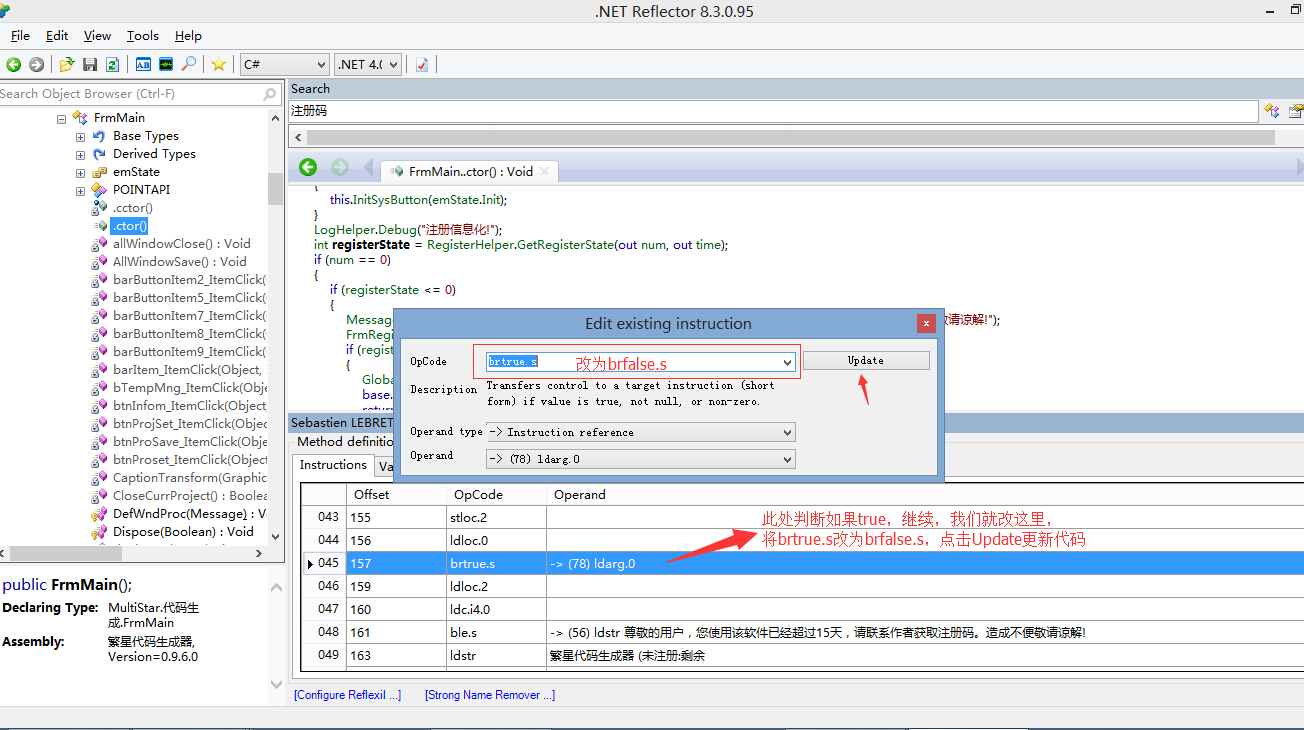 .NET Reflector 8.3.0.95
File Edit View Tools Help
C# .NET 4.(
Search Object Browser (Ctrl-F)
FrmMain
Base Types
Derived Types
emState
POINTAPI
.cctor()
.ctor()
allWindowClose() : Void
AllWindowSave() : Void
barButtonItem2_ItemClick(
barButtonItem5_ItemClick(
barButtonItem7_ItemClick(
barButtonItem8_ItemClick(
barButtonItem9_ItemClick(
barItem_ItemClick(Object,
bTempMng_ItemClick(Object
btnInfom_ItemClick(Object,
btnProjSet_ItemClick(Object
btnProSave_ItemClick(Object
btnProset_ItemClick(Object
CaptionTransform(Graphic
CloseCurrProject() : Boolea
DefWndProc(Message) : V
Dispose(Boolean) : Void
public FrmMain();
Declaring Type: MultiStar.代码生
成.FrmMain
Assembly: 繁星代码生成器,
Version=0.9.6.0
Search
注册码
FrmMain..ctor() : Void
{
this.InitSysButton(emState.Init);
}
LogHelper.Debug("注册信息化!");
int registerState = RegisterHelper.GetRegisterState(out num, out time);
if (num == 0)
{
if (registerState <= 0)
{
Messag
敬请谅解!");
FrmRegi
if (regist
{
Globa
base.
return
Edit existing instruction
x
OpCode brtrue.s 改为brfalse.s Update
Description Transfers control to a target instruction (short
form) if value is true, not null, or non-zero.
Operand type -> Instruction reference
Operand -> (78) ldarg.0
Sebastien LEBRET
Method definitio
Instructions Va
Offset OpCode Operand
043 155 stloc.2
044 156 ldloc.0
045 157 brtrue.s -> (78) ldarg.0
046 159 ldloc.2
047 160 ldc.i4.0
048 161 ble.s -> (56) ldstr 尊敬的用户，您使用该软件已经超过15天，请联系作者获取注册码。造成不便敬请谅解!
049 163 ldstr 繁星代码生成器 (未注册:剩余
此处判断如果true，继续，我们就改这里，
将brtrue.s改为brfalse.s，点击Update更新代码
[Configure Reflexil ...] [Strong Name Remover ...]